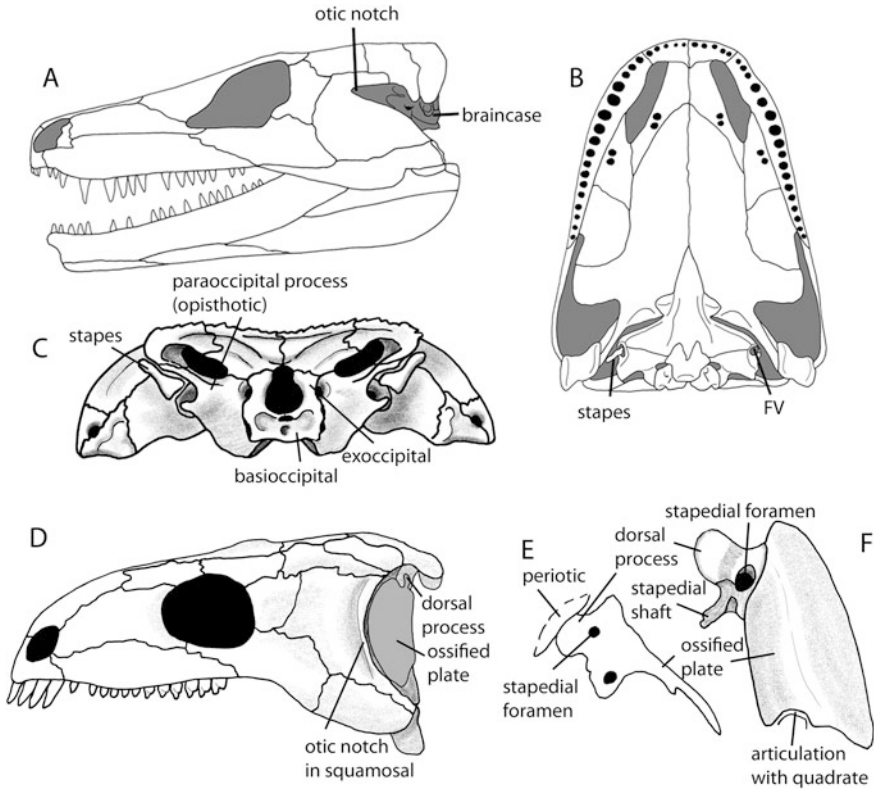 otic notch
A
braincase
B
stapes
FV
paraoccipital process
(opisthotic)
stapes
C
exoccipital
basioccipital
D
dorsal
process
ossified
plate
otic notch
in squamosal
E
periotic
dorsal
process
stapedial
foramen
stapedial foramen
F
stapedial
shaft
ossified
plate
articulation
with quadrate